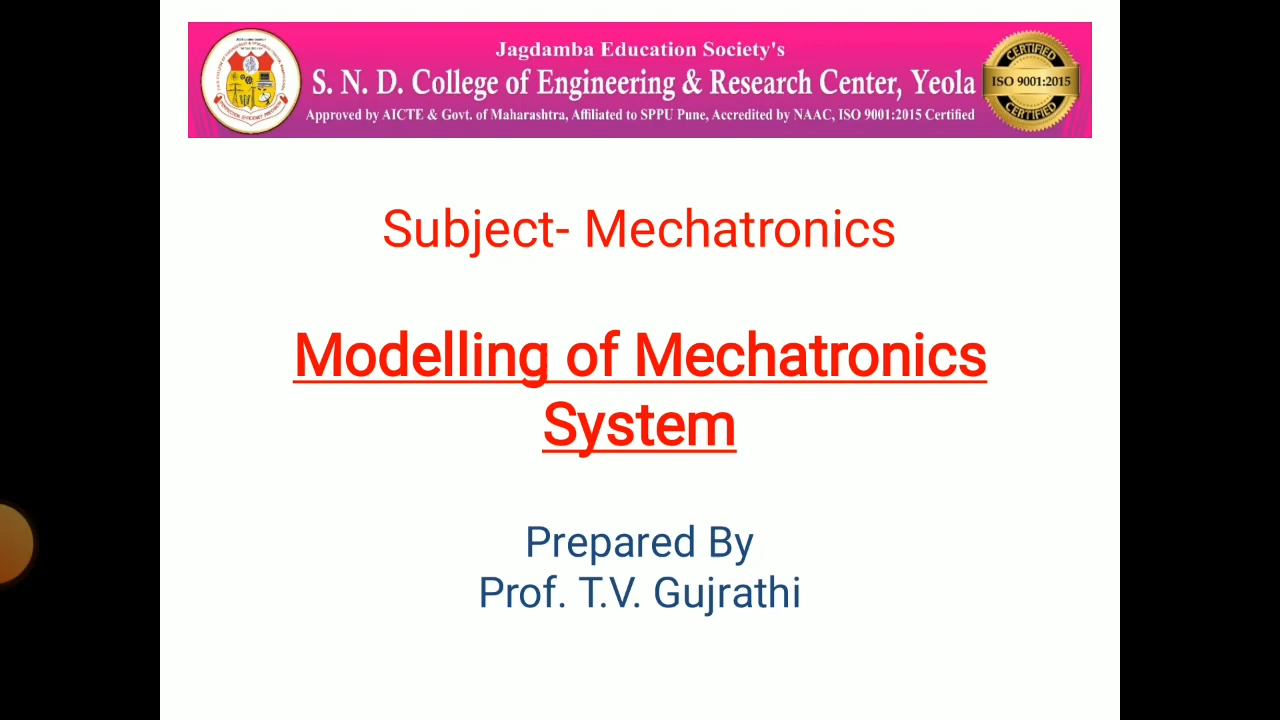 Jagdamba Education Society's
S. N. D. College of Engineering & Research Center, Yeola
Approved by AICTE & Govt. of Maharashtra, Affiliated to SPPU Pune, Accredited by NAAC, ISO 9001:2015 Certified
CERTIFIED
ISO 9001:2015
CERTIFIED
Subject- Mechatronics
Modelling of Mechatronics
System
Prepared By
Prof. T.V. Gujrathi